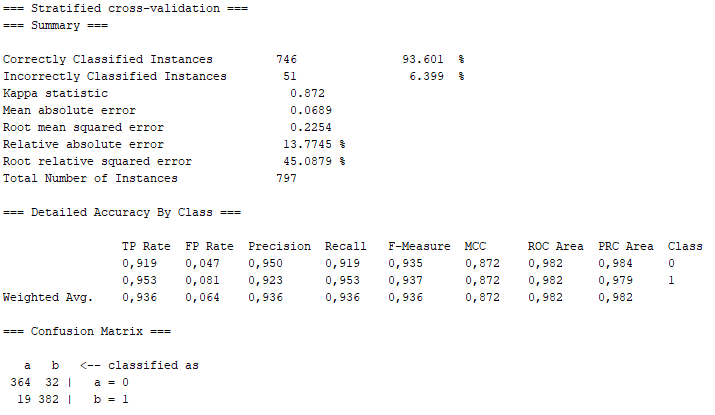 === Stratified cross-validation ===
=== Summary ===
Correctly Classified Instances 746 93.601 %
Incorrectly Classified Instances 51 6.399 %
Kappa statistic 0.872
Mean absolute error 0.0689
Root mean squared error 0.2254
Relative absolute error 13.7745 %
Root relative squared error 45.0879 %
Total Number of Instances 797
=== Detailed Accuracy By Class ===
TP Rate FP Rate Precision Recall F-Measure MCC ROC Area PRC Area Class
0,919 0,047 0,950 0,919 0,935 0,872 0,982 0,984 0
0,953 0,081 0,923 0,953 0,937 0,872 0,982 0,979 1
Weighted Avg. 0,936 0,064 0,936 0,936 0,936 0,872 0,982 0,982
=== Confusion Matrix ===
a b <-- classified as
364 32 | a = 0
19 382 | b = 1